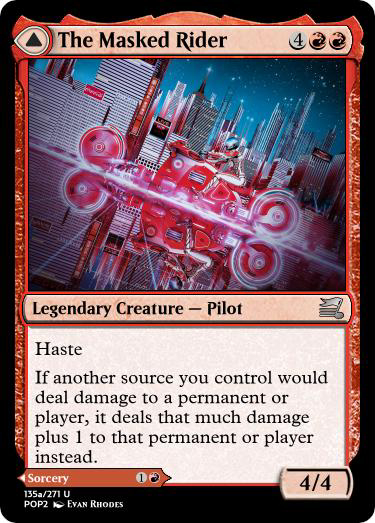 The Masked Rider 4
Legendary Creature — Pilot
Haste
If another source you control would
deal damage to a permanent or
player, it deals that much damage
plus 1 to that permanent or player
instead.
Sorcery 1
4/4
135a/271 U
POP2 Evan Rhodes